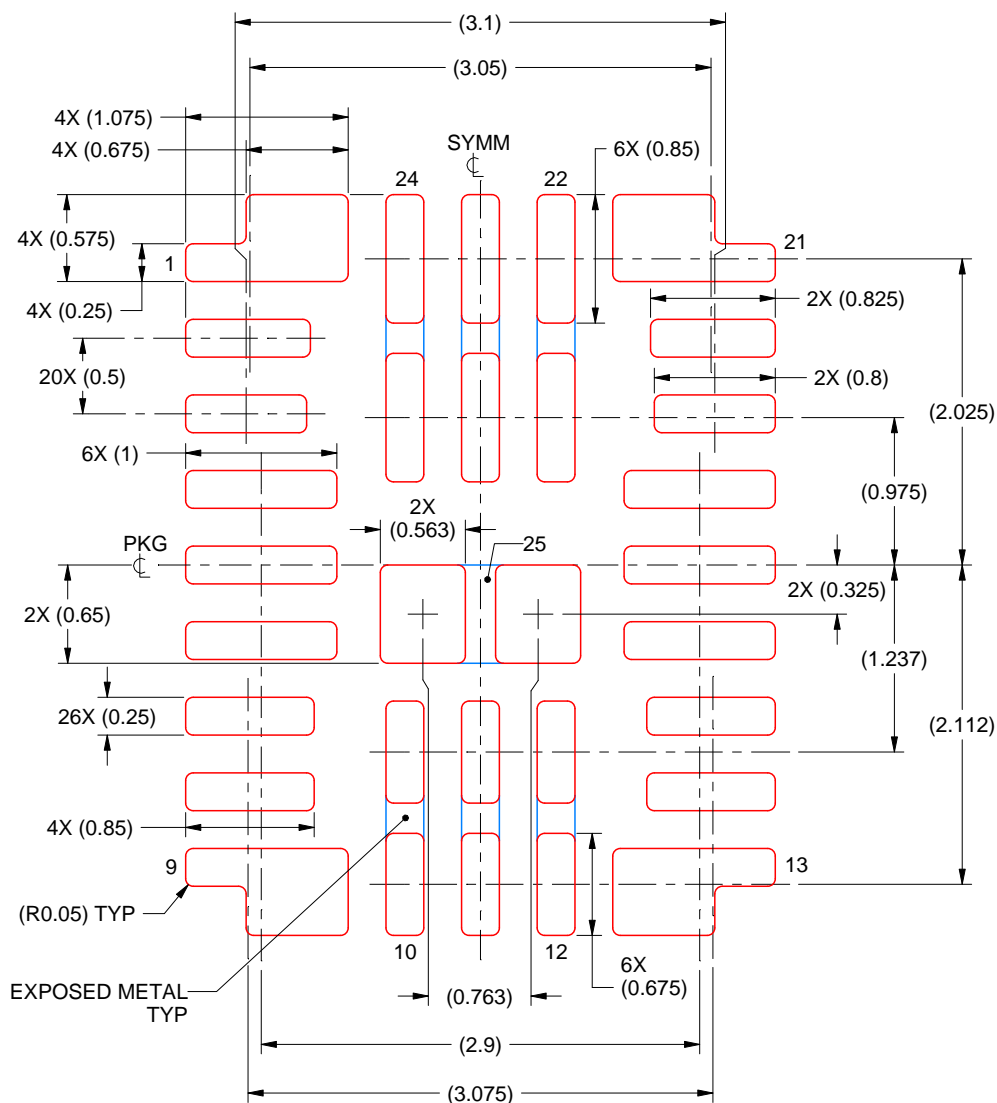 (3.1)
(3.05)
4X (1.075)
SYMM
℄
4X (0.675)
6X (0.85)
24
22
4X (0.575)
1
21
4X (0.25)
2X (0.825)
20X (0.5)
2X (0.8)
(2.025)
6X (1)
(0.975)
2X
(0.563)
PKG
℄
25
2X (0.325)
2X (0.65)
(1.237)
26X (0.25)
(2.112)
4X (0.85)
9
13
(R0.05) TYP
10
12
6X
(0.675)
EXPOSED METAL
TYP
(0.763)
(2.9)
(3.075)